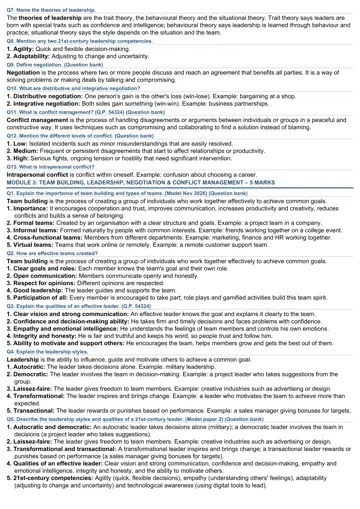 Q7. Name the theories of leadership.
The theories of leadership are the trait theory, the behavioural theory and the situational theory. Trait theory says leaders are
born with special traits such as confidence and intelligence; behavioural theory says leadership is learned through behaviour and
practice; situational theory says the style depends on the situation and the team.
Q8. Mention any two 21st-century leadership competencies.
1. Agility: Quick and flexible decision-making.
2. Adaptability: Adjusting to change and uncertainty.
Q9. Define negotiation. (Question bank)
Negotiation is the process where two or more people discuss and reach an agreement that benefits all parties. It is a way of
solving problems or making deals by talking and compromising.
Q10. What are distributive and integrative negotiation?
1. Distributive negotiation: One person's gain is the other's loss (win-lose). Example: bargaining at a shop.
2. Integrative negotiation: Both sides gain something (win-win). Example: business partnerships.
Q11. What is conflict management? (Q.P. 54324) (Question bank)
Conflict management is the process of handling disagreements or arguments between individuals or groups in a peaceful and
constructive way. It uses techniques such as compromising and collaborating to find a solution instead of blaming.
Q12. Mention the different levels of conflict. (Question bank)
1. Low: Isolated incidents such as minor misunderstandings that are easily resolved.
2. Medium: Frequent or persistent disagreements that start to affect relationships or productivity.
3. High: Serious fights, ongoing tension or hostility that need significant intervention.
Q13. What is intrapersonal conflict?
Intrapersonal conflict is conflict within oneself. Example: confusion about choosing a career.
MODULE 3: TEAM BUILDING, LEADERSHIP, NEGOTIATION & CONFLICT MANAGEMENT – 5 MARKS
Q1. Explain the importance of team building and types of teams. (Model Nov 2026) (Question bank)
Team building is the process of creating a group of individuals who work together effectively to achieve common goals.
1. Importance: It encourages cooperation and trust, improves communication, increases productivity and creativity, reduces
conflicts and builds a sense of belonging.
2. Formal teams: Created by an organisation with a clear structure and goals. Example: a project team in a company.
3. Informal teams: Formed naturally by people with common interests. Example: friends working together on a college event.
4. Cross-functional teams: Members from different departments. Example: marketing, finance and HR working together.
5. Virtual teams: Teams that work online or remotely. Example: a remote customer support team.
Q2. How are effective teams created?
Team building is the process of creating a group of individuals who work together effectively to achieve common goals.
1. Clear goals and roles: Each member knows the team's goal and their own role.
2. Open communication: Members communicate openly and honestly.
3. Respect for opinions: Different opinions are respected.
4. Good leadership: The leader guides and supports the team.
5. Participation of all: Every member is encouraged to take part; role plays and gamified activities build this team spirit.
Q3. Explain the qualities of an effective leader. (Q.P. 54324)
1. Clear vision and strong communication: An effective leader knows the goal and explains it clearly to the team.
2. Confidence and decision-making ability: He takes firm and timely decisions and faces problems with confidence.
3. Empathy and emotional intelligence: He understands the feelings of team members and controls his own emotions.
4. Integrity and honesty: He is fair and truthful and keeps his word, so people trust and follow him.
5. Ability to motivate and support others: He encourages the team, helps members grow and gets the best out of them.
Q4. Explain the leadership styles.
Leadership is the ability to influence, guide and motivate others to achieve a common goal.
1. Autocratic: The leader takes decisions alone. Example: military leadership.
2. Democratic: The leader involves the team in decision-making. Example: a project leader who takes suggestions from the
group.
3. Laissez-faire: The leader gives freedom to team members. Example: creative industries such as advertising or design.
4. Transformational: The leader inspires and brings change. Example: a leader who motivates the team to achieve more than
expected.
5. Transactional: The leader rewards or punishes based on performance. Example: a sales manager giving bonuses for targets.
Q5. Describe the leadership styles and qualities of a 21st-century leader. (Model paper 2) (Question bank)
1. Autocratic and democratic: An autocratic leader takes decisions alone (military); a democratic leader involves the team in
decisions (a project leader who takes suggestions).
2. Laissez-faire: The leader gives freedom to team members. Example: creative industries such as advertising or design.
3. Transformational and transactional: A transformational leader inspires and brings change; a transactional leader rewards or
punishes based on performance (a sales manager giving bonuses for targets).
4. Qualities of an effective leader: Clear vision and strong communication, confidence and decision-making, empathy and
emotional intelligence, integrity and honesty, and the ability to motivate others.
5. 21st-century competencies: Agility (quick, flexible decisions), empathy (understanding others' feelings), adaptability
(adjusting to change and uncertainty) and technological awareness (using digital tools to lead).